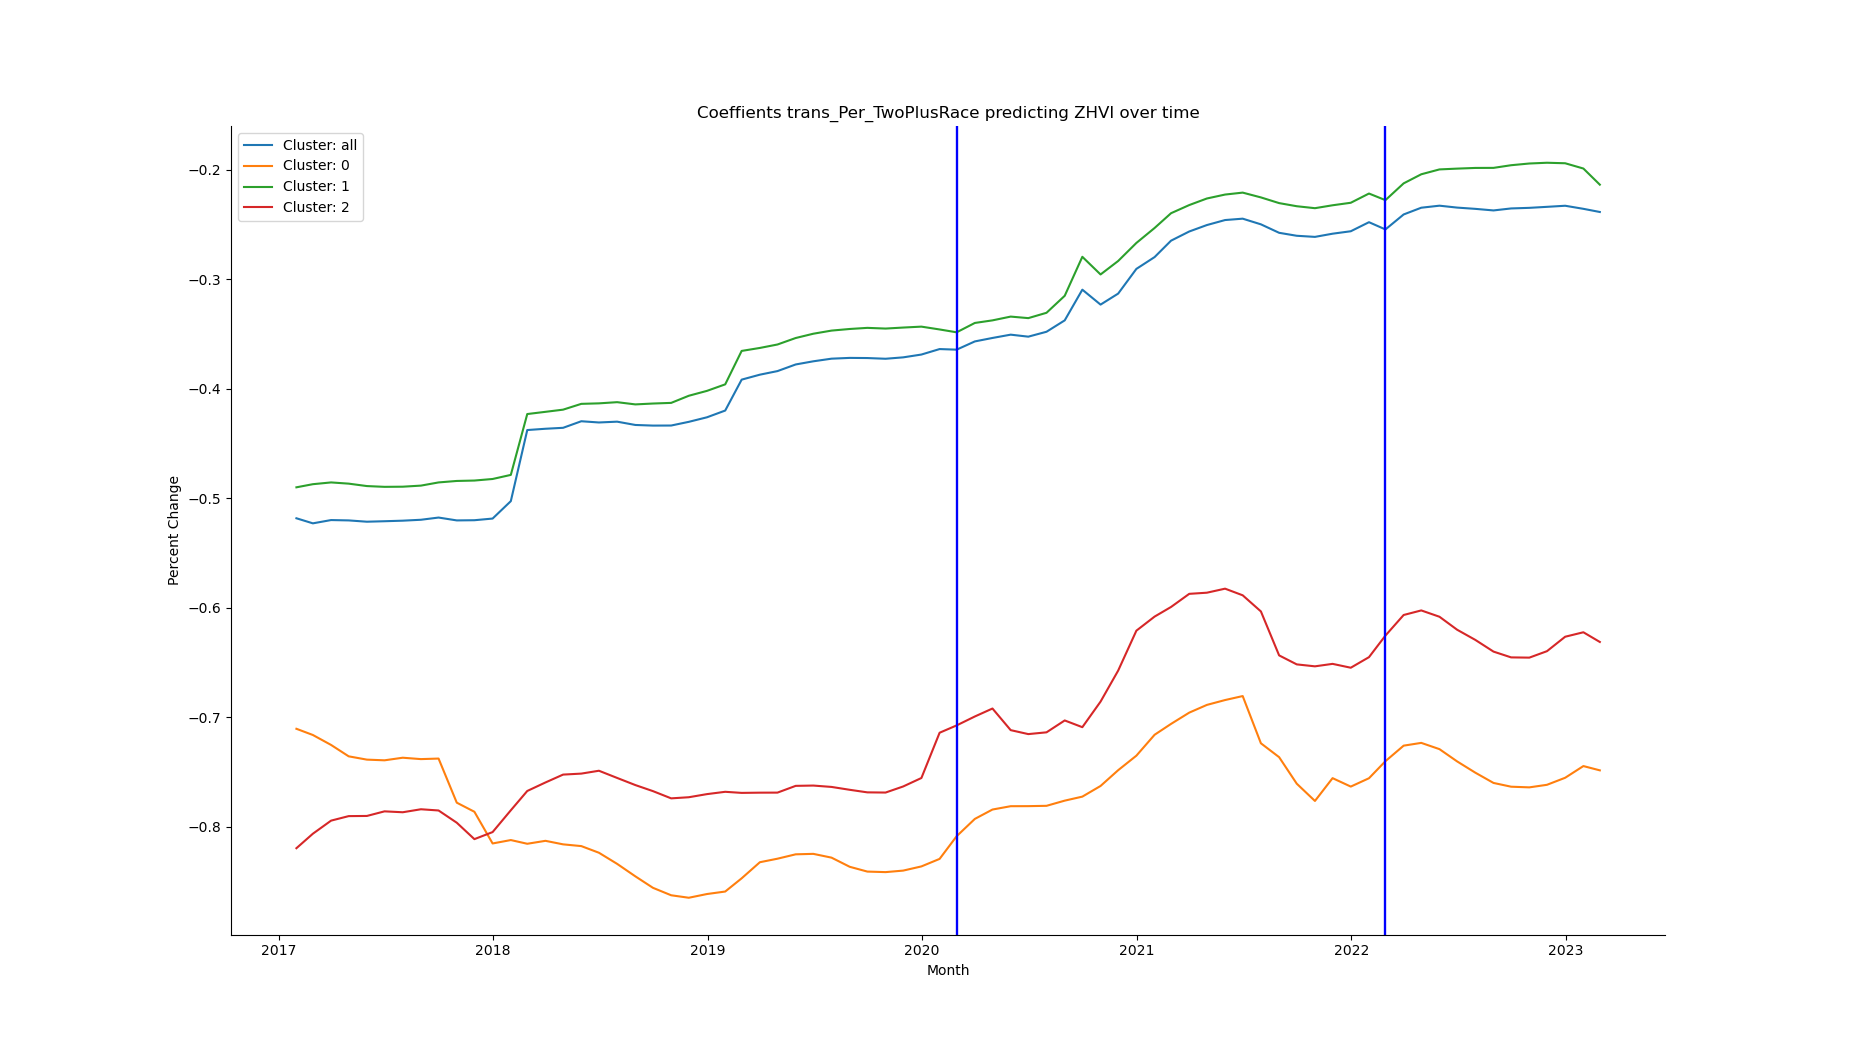 Coeffients trans_Per_TwoPlusRace predicting ZHVI over time
Cluster: all
Cluster: 0
Cluster: 1
Cluster: 2
−0.2
−0.3
−0.4
−0.5
−0.6
−0.7
−0.8
Percent Change
2017 2018 2019 2020 2021 2022 2023
Month